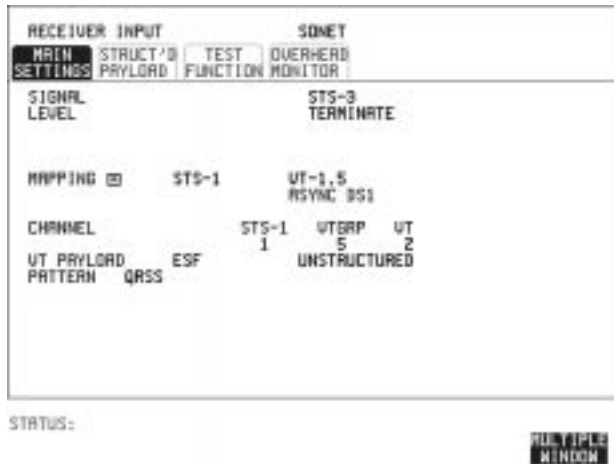 RECEIVER INPUT SONET
MAIN SETTINGS STRUCT'D PAYLOAD TEST FUNCTION OVERHEAD MONITOR
SIGNAL STS-3
LEVEL TERMINATE
MAPPING STS-1 VT-1.5
ASYNC DS1
CHANNEL STS-1 VTGRP VT
1 5 2
VT PAYLOAD ESF UNSTRUCTURED
PATTERN QRSS
STATUS:
MULTIPLE
WINDOW